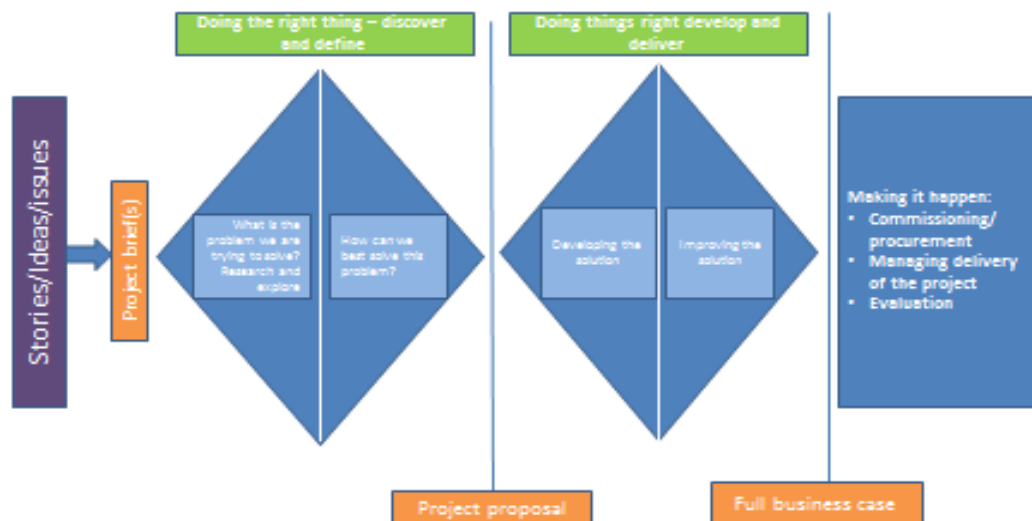 Doing the right thing – discover
and define
Doing things right develop and
deliver
Stories/Ideas/issues
Project brief(s)
What is the
problem we are
trying to solve?
Research and
explore
How can we
best solve this
problem?
Developing the
solution
Improving the
solution
Making it happen:
• Commissioning/
procurement
• Managing delivery
of the project
• Evaluation
Project proposal
Full business case